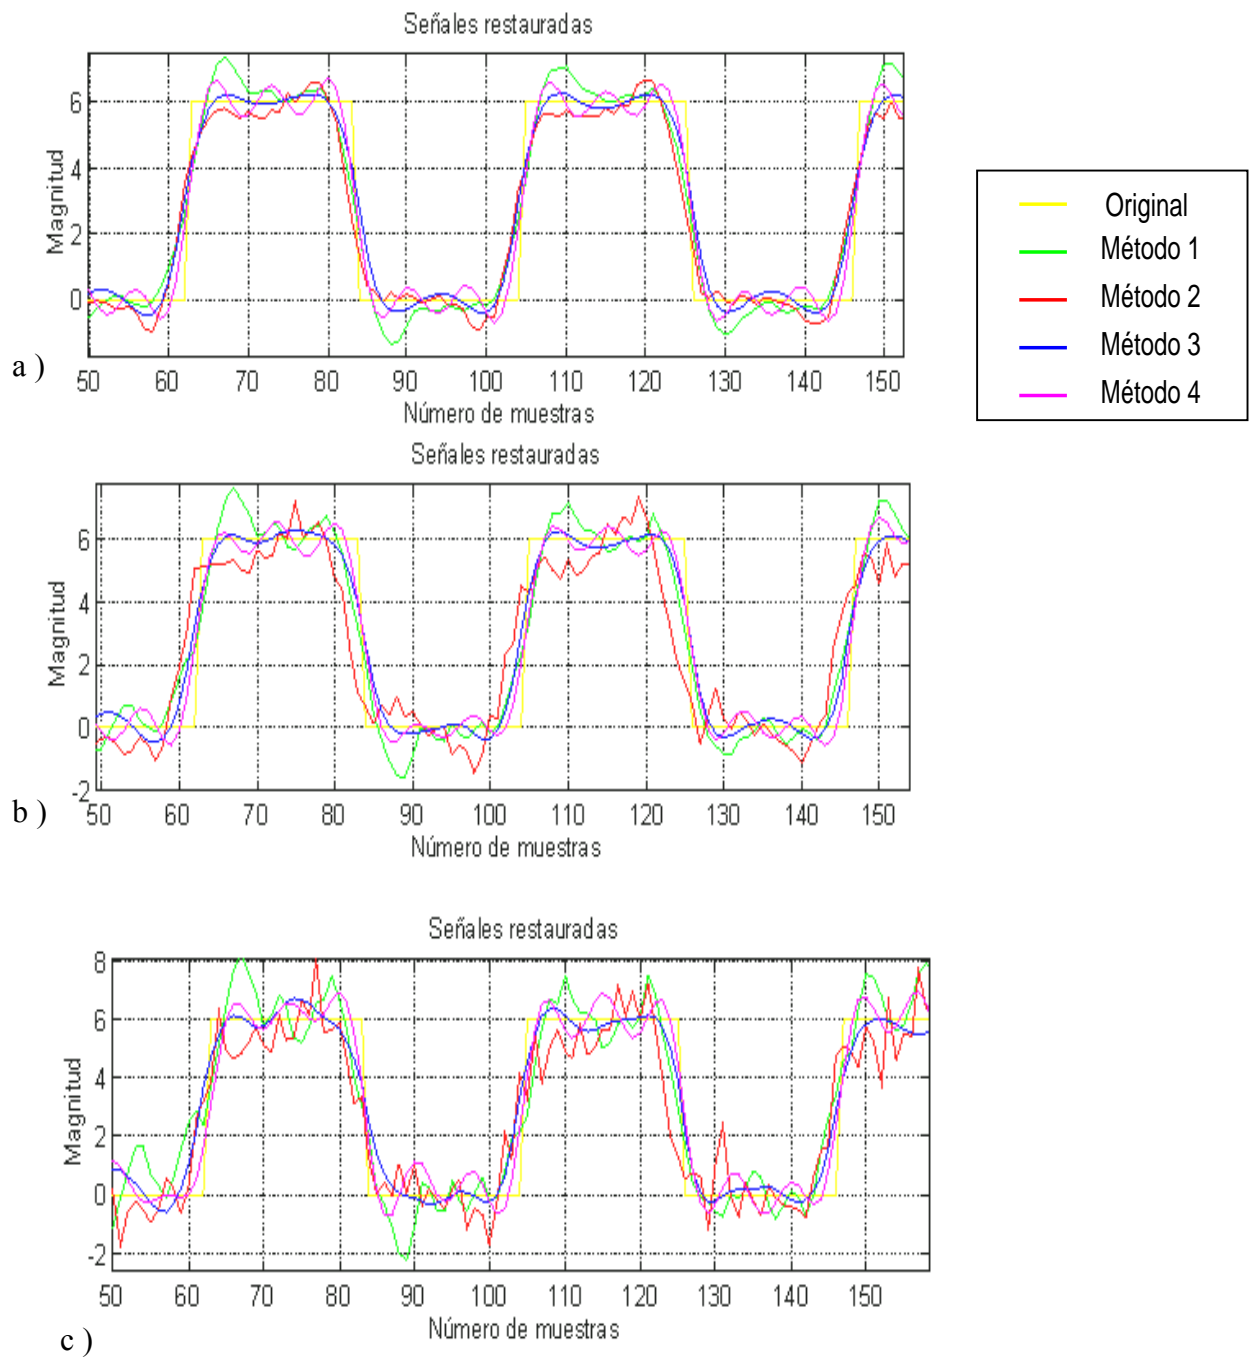 Señales restauradas
6
4
2
0
Magnitud
a )
50 60 70 80 90 100 110 120 130 140 150
Número de muestras
Original
Método 1
Método 2
Método 3
Método 4
Señales restauradas
6
4
2
0
-2
Magnitud
b )
50 60 70 80 90 100 110 120 130 140 150
Número de muestras
Señales restauradas
8
6
4
2
0
-2
Magnitud
50 60 70 80 90 100 110 120 130 140 150
Número de muestras
c )